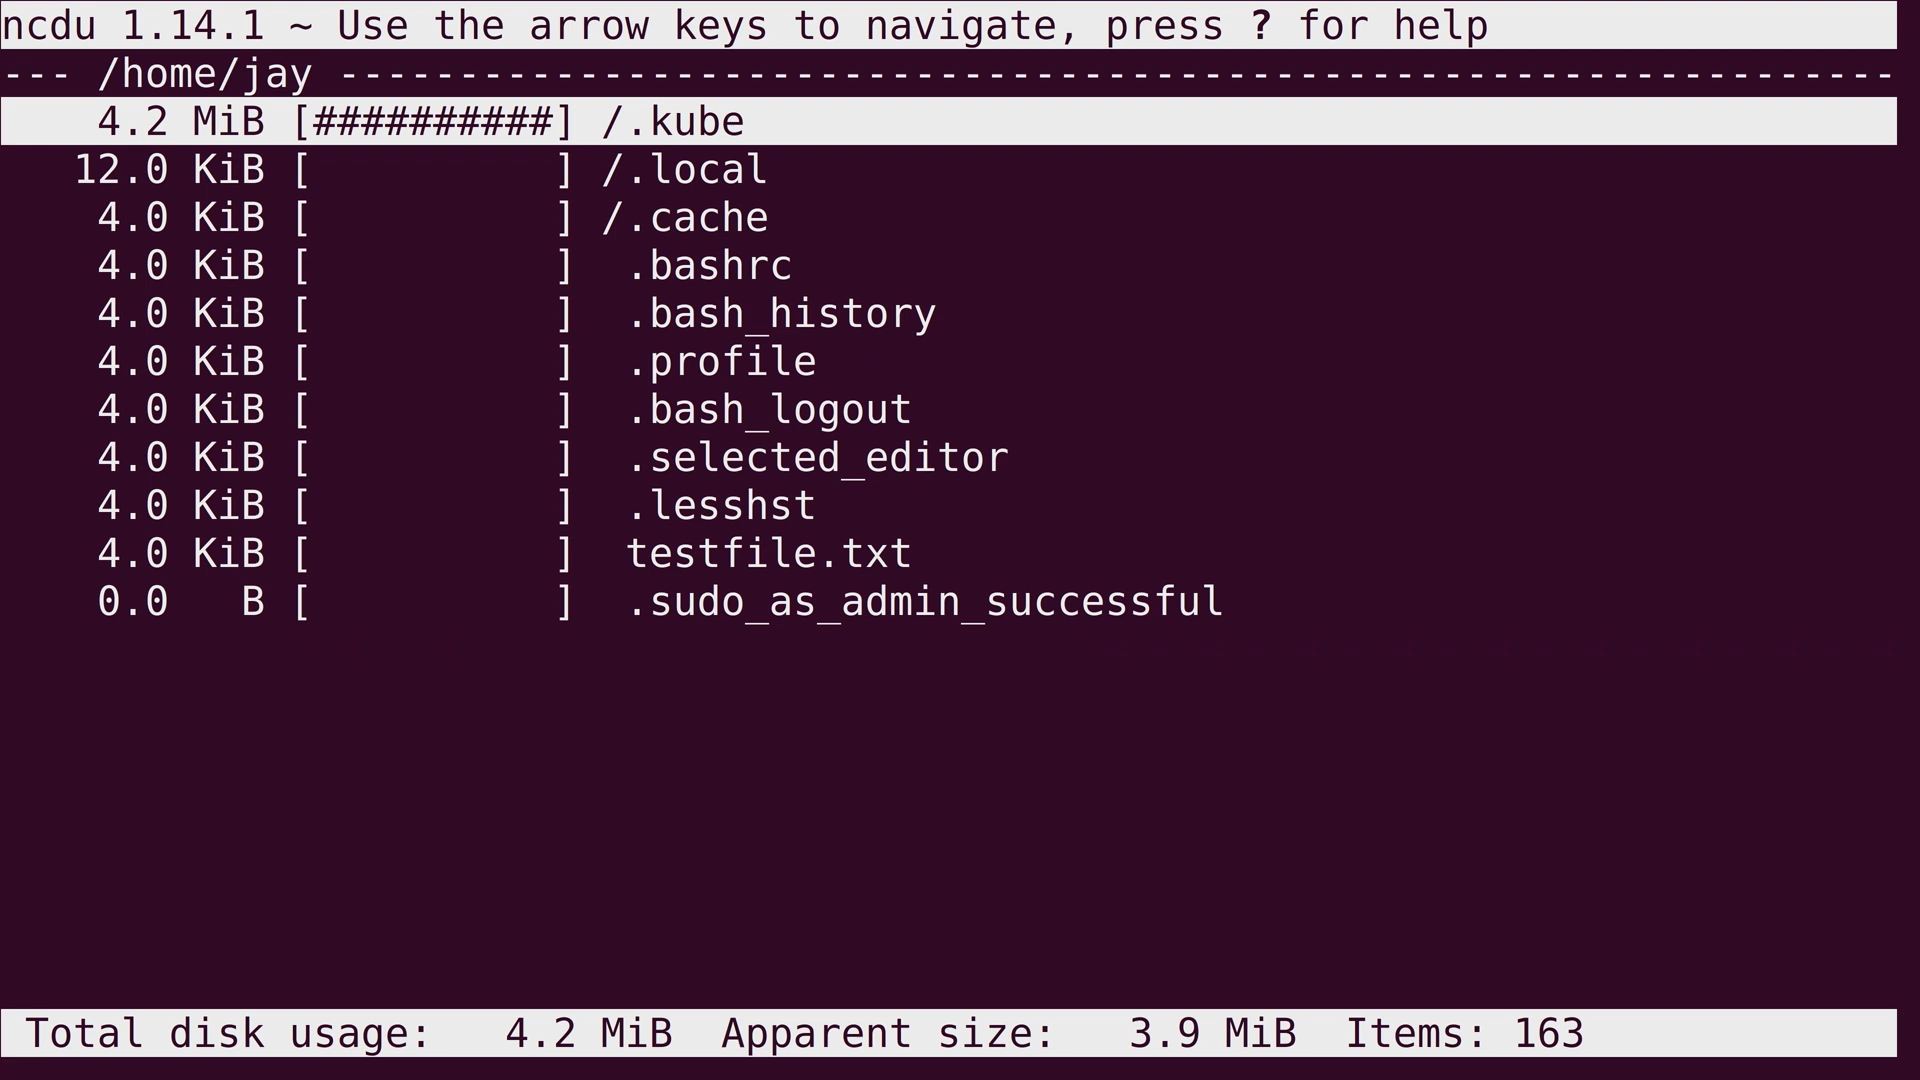 ncdu 1.14.1 ~ Use the arrow keys to navigate, press ? for help
--- /home/jay -----------------------------------------------------------------
    4.2 MiB [##########] /.kube
   12.0 KiB [          ] /.local
    4.0 KiB [          ] /.cache
    4.0 KiB [          ]  .bashrc
    4.0 KiB [          ]  .bash_history
    4.0 KiB [          ]  .profile
    4.0 KiB [          ]  .bash_logout
    4.0 KiB [          ]  .selected_editor
    4.0 KiB [          ]  .lesshst
    4.0 KiB [          ]  testfile.txt
    0.0   B [          ]  .sudo_as_admin_successful
 Total disk usage:   4.2 MiB  Apparent size:   3.9 MiB  Items: 163